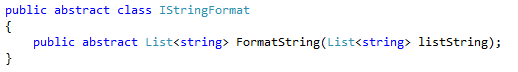 public abstract class IStringFormat
{
    public abstract List<string> FormatString(List<string> listString);
}